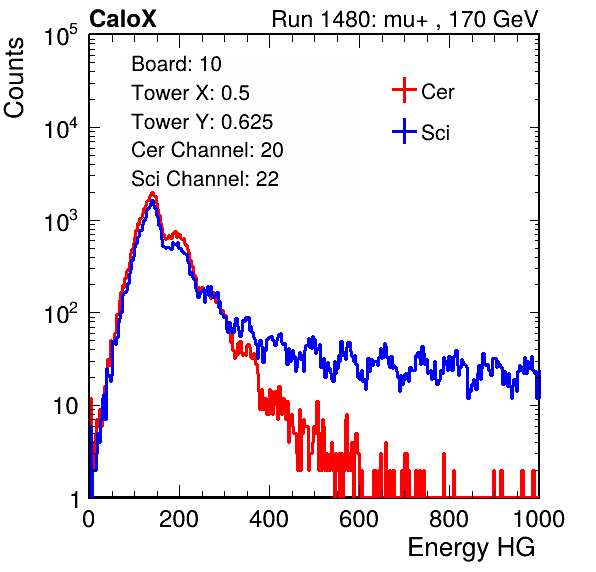 CaloX Run 1480: mu+ , 170 GeV
Counts
Board: 10
Tower X: 0.5
Tower Y: 0.625
Cer Channel: 20
Sci Channel: 22
Cer
Sci
10^5
10^4
10^3
10^2
10
1
0 200 400 600 800 1000
Energy HG